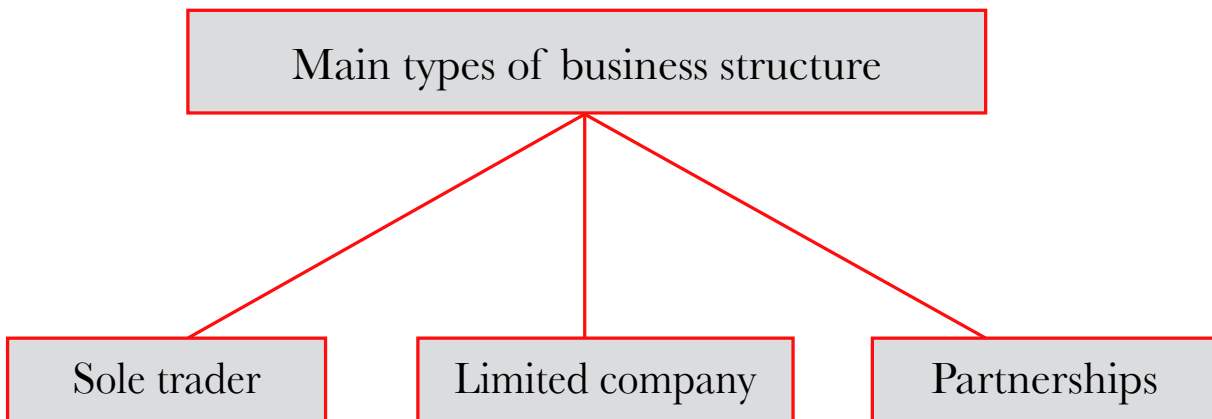 Main types of business structure
Sole trader
Limited company
Partnerships